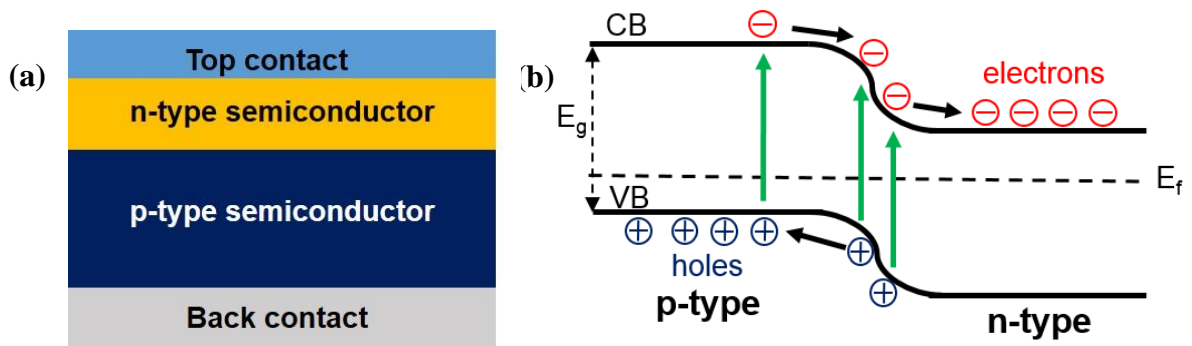 (a)
Top contact
n-type semiconductor
p-type semiconductor
Back contact
(b)
CB
electrons
Eg
Ef
VB
holes
p-type
n-type